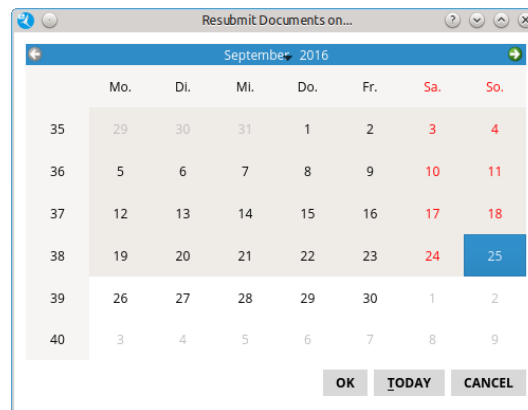 Resubmit Documents on...
September 2016
Mo. Di. Mi. Do. Fr. Sa. So.
35 29 30 31 1 2 3 4
36 5 6 7 8 9 10 11
37 12 13 14 15 16 17 18
38 19 20 21 22 23 24 25
39 26 27 28 29 30 1 2
40 3 4 5 6 7 8 9
OK TODAY CANCEL